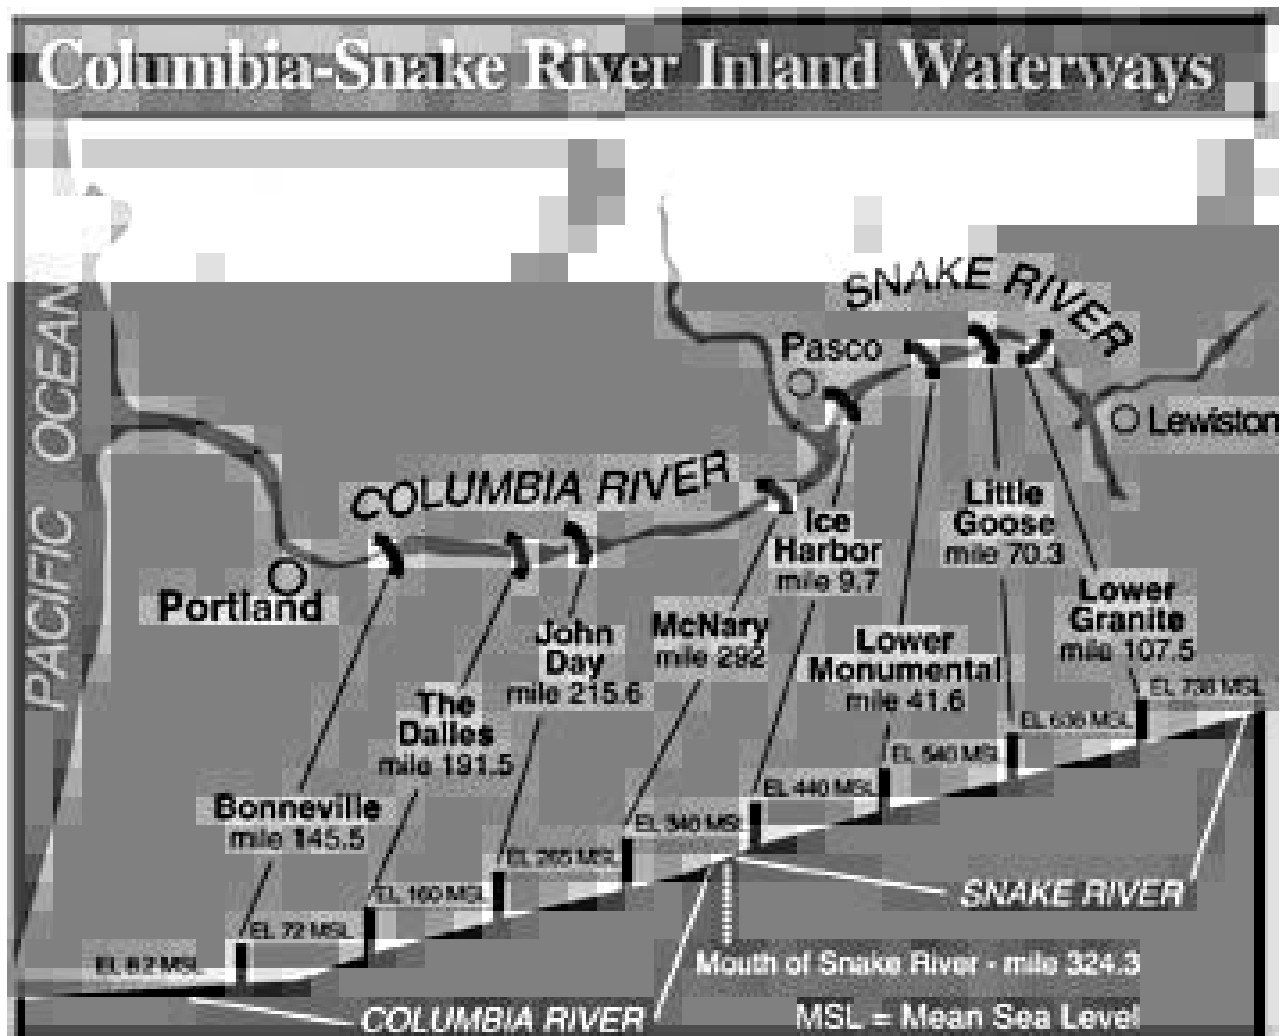 Columbia-Snake River Inland Waterways
PACIFIC OCEAN
SNAKE RIVER
Pasco
Lewiston
COLUMBIA RIVER
Portland
Bonneville
mile 145.5
The
Dalles
mile 191.5
John
Day
mile 215.6
McNary
mile 292
Ice
Harbor
mile 9.7
Lower
Monumental
mile 41.6
Little
Goose
mile 70.3
Lower
Granite
mile 107.5
EL 8.2 MSL
EL 72 MSL
EL 160 MSL
EL 265 MSL
EL 340 MSL
EL 440 MSL
EL 540 MSL
EL 638 MSL
EL 738 MSL
SNAKE RIVER
Mouth of Snake River - mile 324.3
COLUMBIA RIVER
MSL = Mean Sea Level